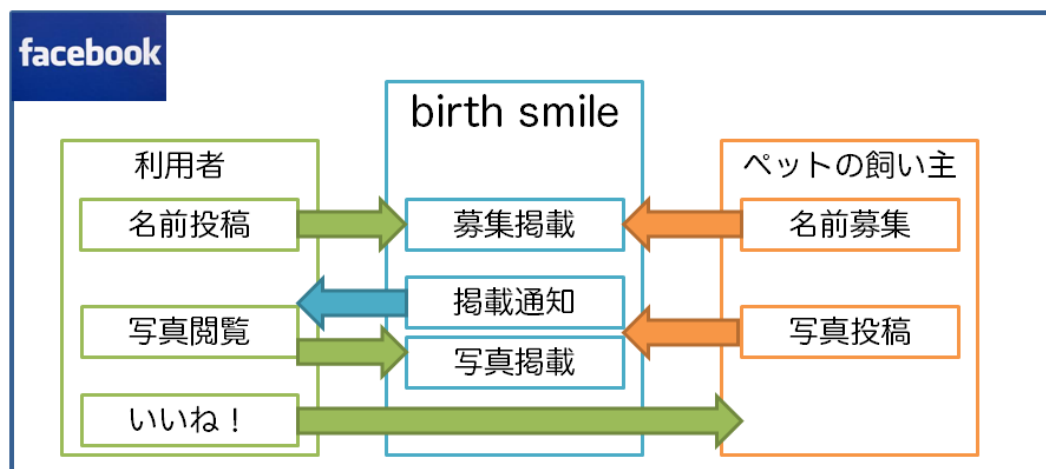 facebook
birth smile
利用者
ペットの飼い主
名前投稿
募集掲載
名前募集
掲載通知
写真閲覧
写真投稿
写真掲載
いいね！